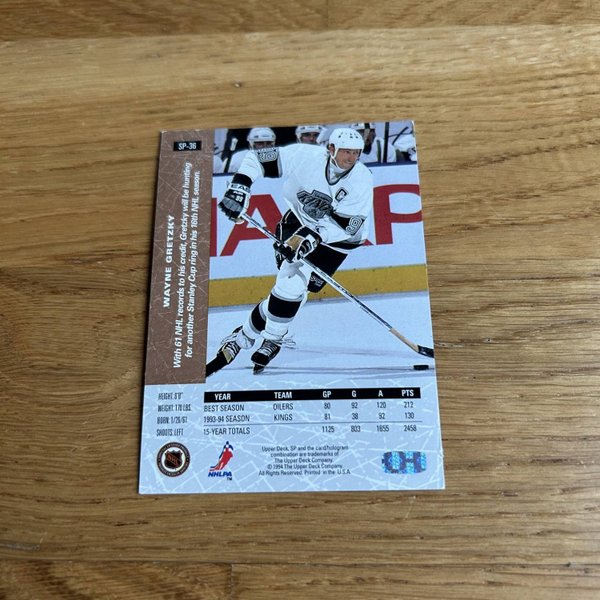 SP-36
WAYNE GRETZKY
With 61 NHL records to his credit, Gretzky will be hunting
for another Stanley Cup ring in his 16th NHL season.
HEIGHT: 6'0"
WEIGHT: 170 LBS.
BORN: 1/26/61
SHOOTS: LEFT
YEAR TEAM GP G A PTS
BEST SEASON OILERS 80 92 120 212
1993-94 SEASON KINGS 81 38 92 130
15-YEAR TOTALS 1125 803 1655 2458
NHLPA
TM
Upper Deck, SP and the card/hologram
combination are trademarks of
The Upper Deck Company.
© 1994 The Upper Deck Company.
All Rights Reserved. Printed in the U.S.A.
C